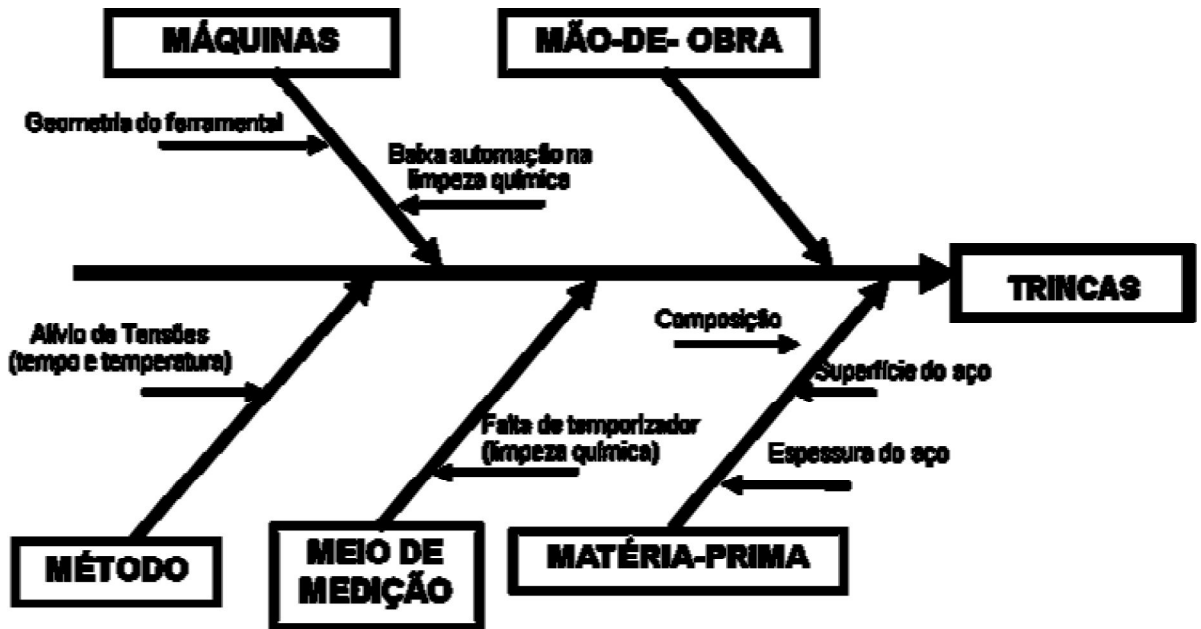 MÁQUINAS
MÃO-DE- OBRA
Geometria do ferramental
Baixa automação na
limpeza química
TRINCAS
Alívio de Tensões
(tempo e temperatura)
Composição
Superfície do aço
Falta de temporizador
(limpeza química)
Espessura do aço
MÉTODO
MEIO DE
MEDIÇÃO
MATÉRIA-PRIMA